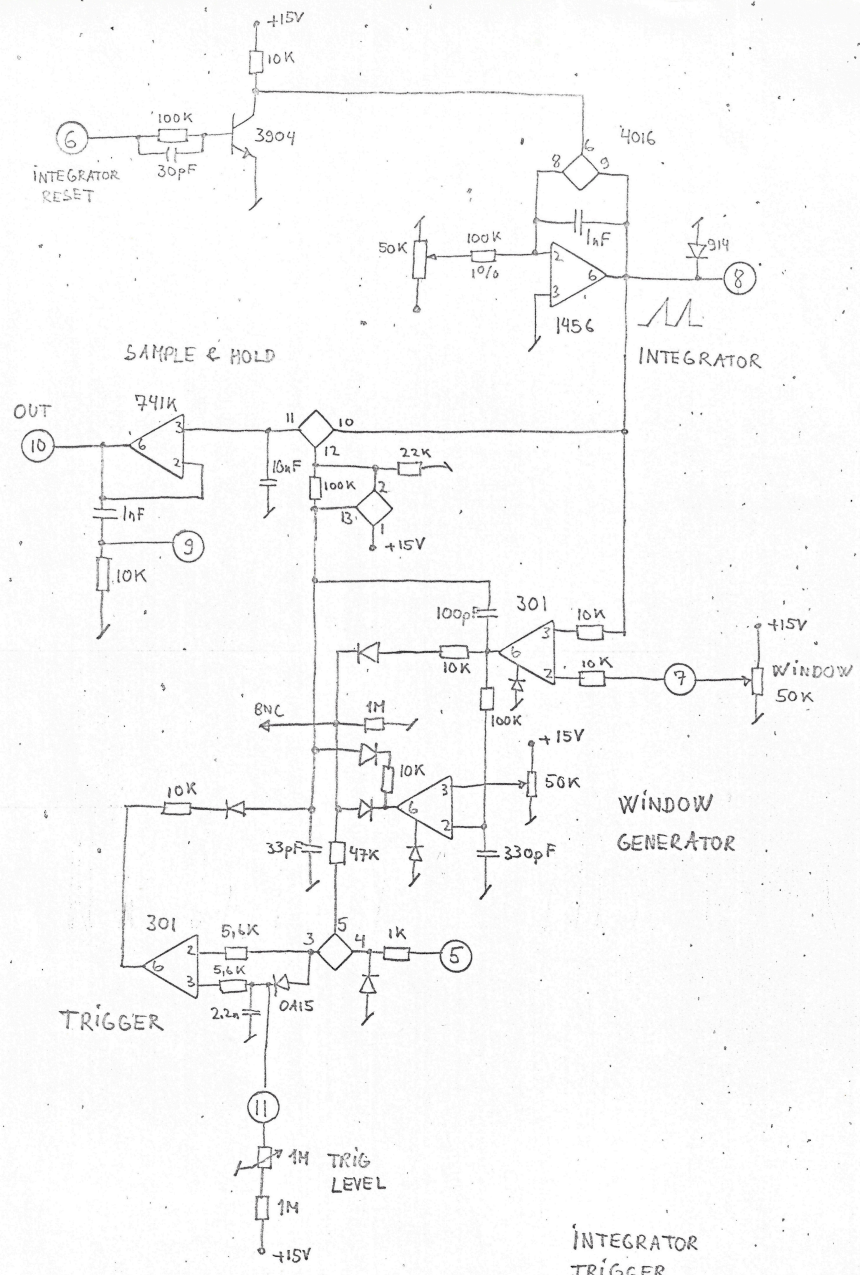 +15V
10K
100K
3904
6
30pF
INTEGRATOR
RESET
4016
6
8
9
1nF
50K
100K
1%
2
3
6
1456
914
8
INTEGRATOR
SAMPLE & HOLD
OUT
741K
10
6
3
2
11
10
12
10nF
100K
22K
2
13
1
+15V
1nF
9
10K
100pF
301
10K
3
6
2
10K
10K
7
+15V
WINDOW
50K
100K
BNC
1M
+15V
10K
3
6
2
50K
10K
33pF
47K
330pF
WINDOW
GENERATOR
301
5,6K
2
6
3
5,6K
3
5
4
1K
5
OA15
2.2n
TRIGGER
11
1M
TRIG
LEVEL
1M
+15V
INTEGRATOR
TRIGGER